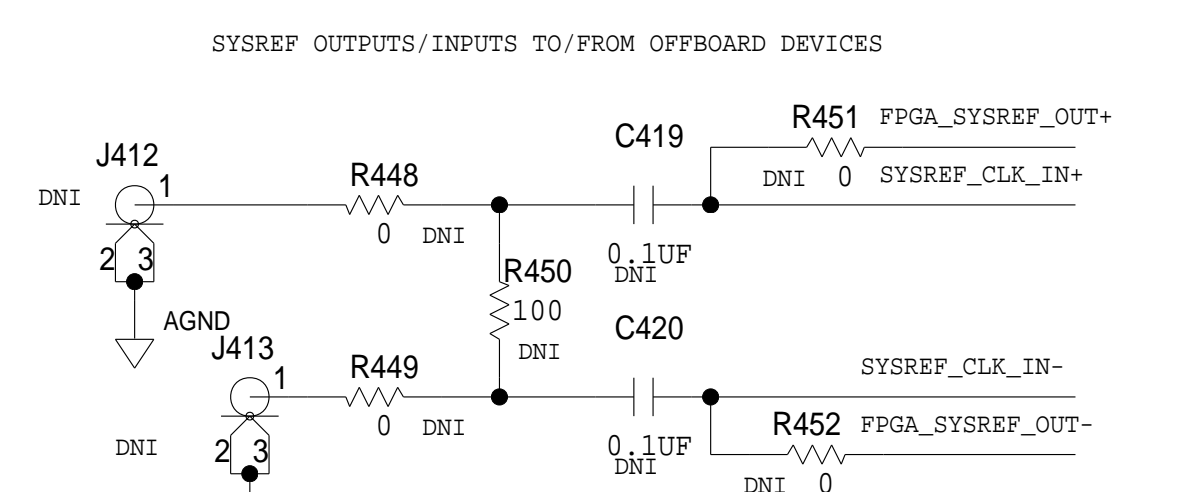 SYSREF OUTPUTS/INPUTS TO/FROM OFFBOARD DEVICES
R451 FPGA_SYSREF_OUT+
C419
J412
DNI 0 SYSREF_CLK_IN+
R448
DNI 1
0 DNI
2 3
0.1UF
DNI
R450
100
AGND
C420
DNI
J413
R449
SYSREF_CLK_IN-
1
R452 FPGA_SYSREF_OUT-
0 DNI
DNI 2 3
0.1UF
DNI
DNI 0